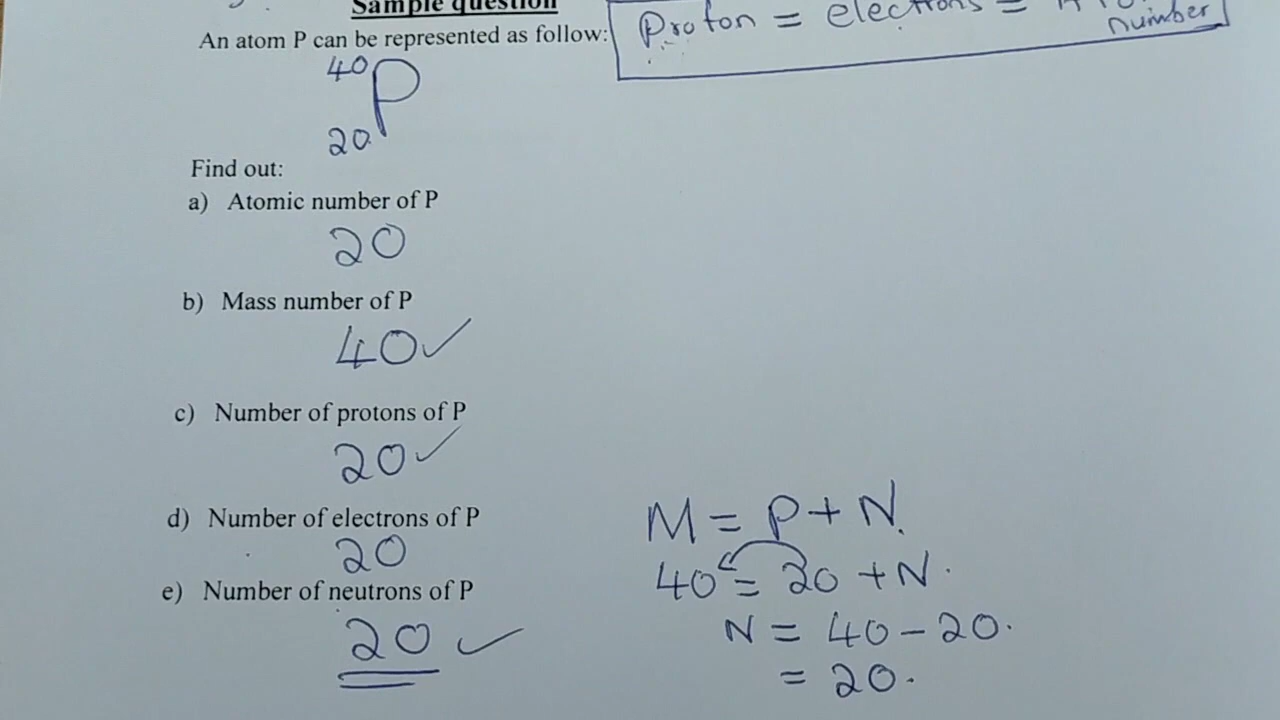 Sample question
An atom P can be represented as follow:
Proton = electrons =
number
40
P
20
Find out:
a) Atomic number of P
20
b) Mass number of P
40 ✓
c) Number of protons of P
20 ✓
d) Number of electrons of P
20
e) Number of neutrons of P
20 ✓
M = P + N.
40 = 20 + N.
N = 40 - 20.
= 20.